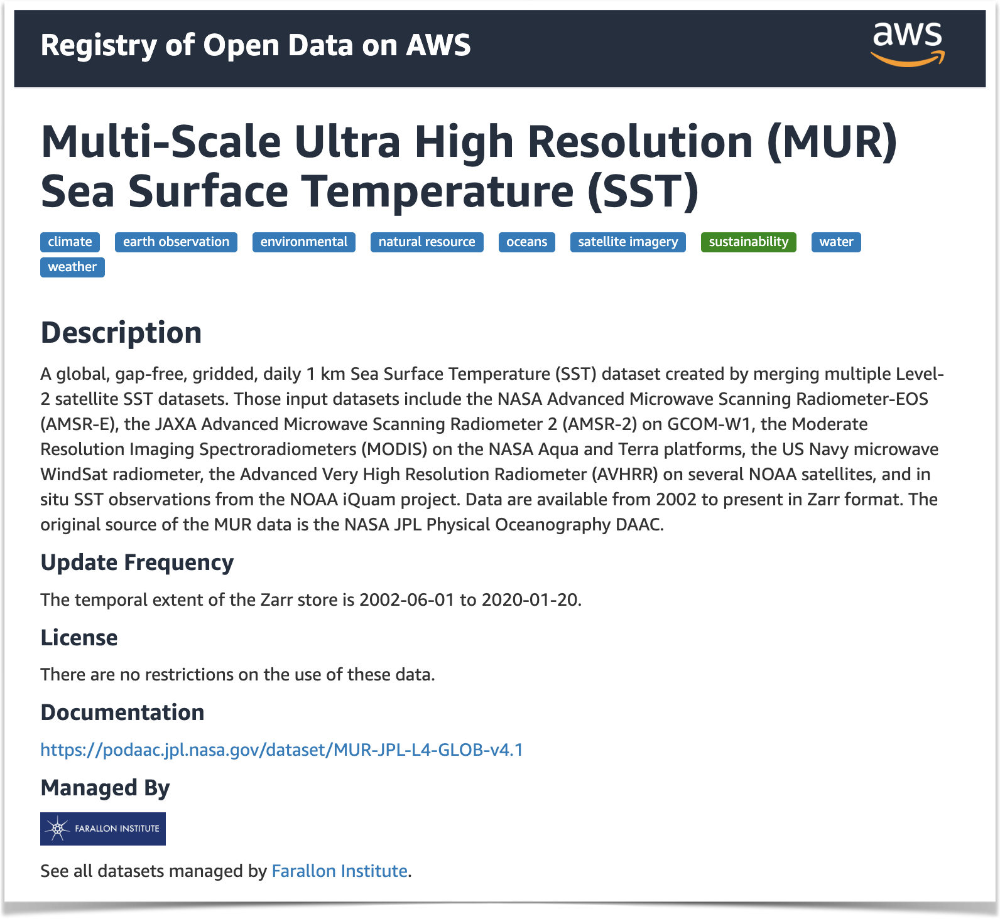 Registry of Open Data on AWS
aws
Multi-Scale Ultra High Resolution (MUR)
Sea Surface Temperature (SST)
climate earth observation environmental natural resource oceans satellite imagery sustainability water
weather
Description
A global, gap-free, gridded, daily 1 km Sea Surface Temperature (SST) dataset created by merging multiple Level-
2 satellite SST datasets. Those input datasets include the NASA Advanced Microwave Scanning Radiometer-EOS
(AMSR-E), the JAXA Advanced Microwave Scanning Radiometer 2 (AMSR-2) on GCOM-W1, the Moderate
Resolution Imaging Spectroradiometers (MODIS) on the NASA Aqua and Terra platforms, the US Navy microwave
WindSat radiometer, the Advanced Very High Resolution Radiometer (AVHRR) on several NOAA satellites, and in
situ SST observations from the NOAA iQuam project. Data are available from 2002 to present in Zarr format. The
original source of the MUR data is the NASA JPL Physical Oceanography DAAC.
Update Frequency
The temporal extent of the Zarr store is 2002-06-01 to 2020-01-20.
License
There are no restrictions on the use of these data.
Documentation
https://podaac.jpl.nasa.gov/dataset/MUR-JPL-L4-GLOB-v4.1
Managed By
FARALLON INSTITUTE
See all datasets managed by Farallon Institute.